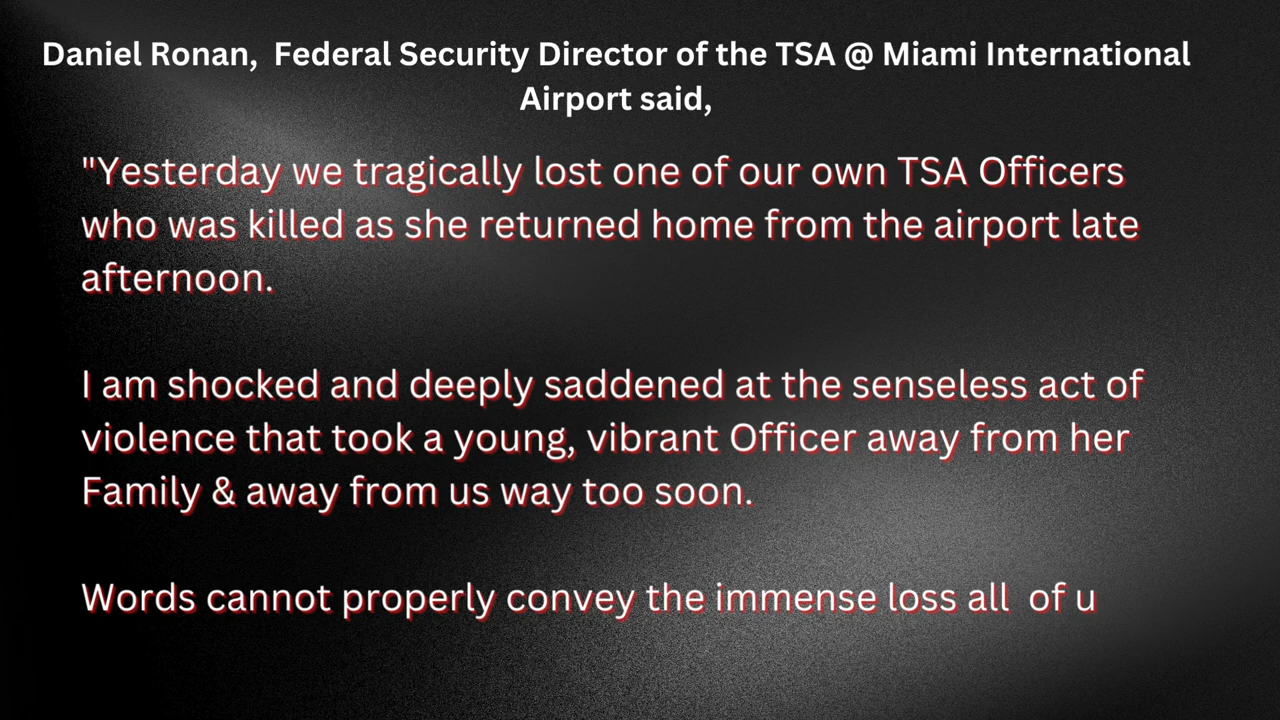 Daniel Ronan,  Federal Security Director of the TSA @ Miami International
Airport said,
"Yesterday we tragically lost one of our own TSA Officers
who was killed as she returned home from the airport late
afternoon.
I am shocked and deeply saddened at the senseless act of
violence that took a young, vibrant Officer away from her
Family & away from us way too soon.
Words cannot properly convey the immense loss all  of u